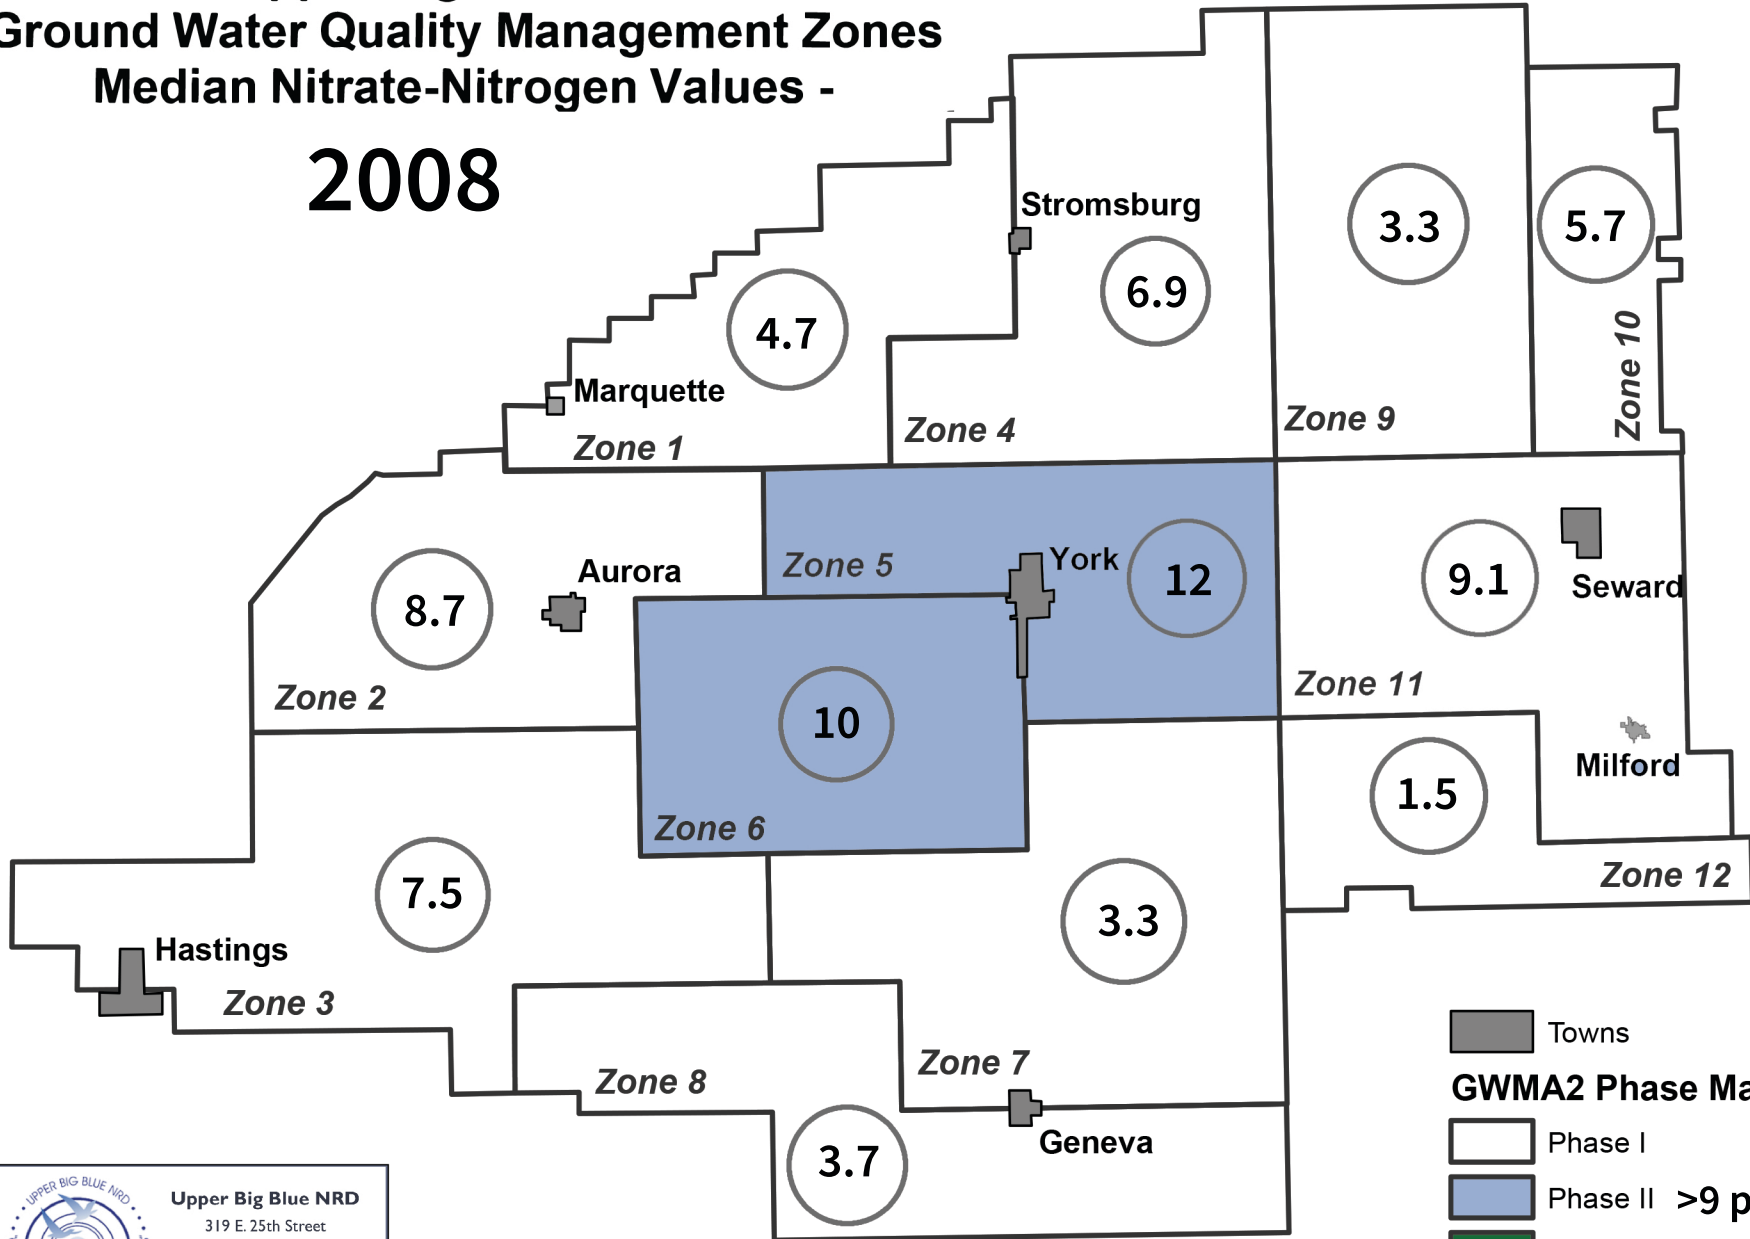 Ground Water Quality Management Zones
Median Nitrate-Nitrogen Values -
2008
Stromsburg
3.3
5.7
6.9
4.7
Zone 10
Marquette
Zone 1
Zone 4
Zone 9
Aurora
Zone 5
York
12
9.1
Seward
8.7
Zone 2
Zone 11
10
Milford
1.5
Zone 6
Zone 12
7.5
3.3
Hastings
Zone 3
Zone 7
Zone 8
Geneva
3.7
Towns
GWMA2 Phase Ma
Phase I
Phase II >9 p
UPPER BIG BLUE NRD
Upper Big Blue NRD
319 E. 25th Street